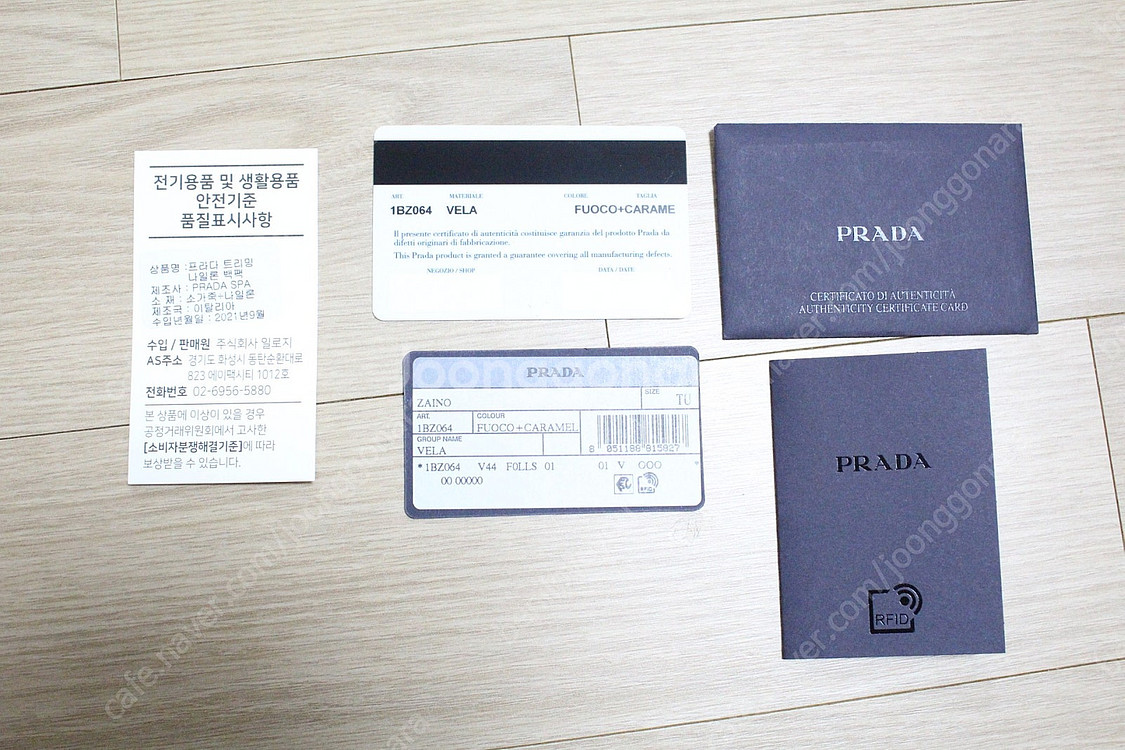 전기용품 및 생활용품
안전기준
품질표시사항
상품명 : 프라다 트리밍
나일론 백팩
제조사 : PRADA SPA
소 재 : 소가죽+나일론
제조국 : 이탈리아
수입년월일 : 2021년9월
수입 / 판매원 주식회사 일로지
AS주소 경기도 화성시 동탄순환대로
823 에이팩시티 1012호
전화번호 02-6956-5880
본 상품에 이상이 있을 경우
공정거래위원회에서 고사한
[소비자분쟁해결기준]에 따라
보상받을 수 있습니다.
ART. MATERIALE COLORE TAGLIA
1BZ064 VELA FUOCO+CARAME
Il presente certificato di autenticità costituisce garanzia del prodotto Prada da
difetti originari di fabbricazione.
This Prada product is granted a guarantee covering all manufacturing defects.
NEGOZIO / SHOP DATA / DATE
PRADA
ZAINO SIZE TU
ART. COLOUR
1BZ064 FUOCO+CARAMEL
GROUP NAME
VELA
8 051186 815927
*1BZ064 V44 F0LLS 01 01 V OOO
00 00000
RFID
PRADA
CERTIFICATO DI AUTENTICITÀ
AUTHENTICITY CERTIFICATE CARD
PRADA
RFID
cafe.naver.com/joonggonara